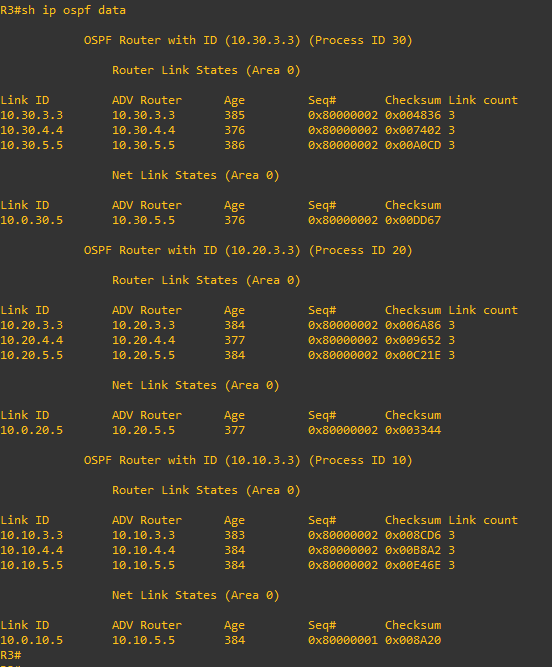 R3#sh ip ospf data
OSPF Router with ID (10.30.3.3) (Process ID 30)
Router Link States (Area 0)
Link ID ADV Router Age Seq# Checksum Link count
10.30.3.3 10.30.3.3 385 0x80000002 0x004836 3
10.30.4.4 10.30.4.4 376 0x80000002 0x007402 3
10.30.5.5 10.30.5.5 386 0x80000002 0x00A0CD 3
Net Link States (Area 0)
Link ID ADV Router Age Seq# Checksum
10.0.30.5 10.30.5.5 376 0x80000002 0x00DD67
OSPF Router with ID (10.20.3.3) (Process ID 20)
Router Link States (Area 0)
Link ID ADV Router Age Seq# Checksum Link count
10.20.3.3 10.20.3.3 384 0x80000002 0x006A86 3
10.20.4.4 10.20.4.4 377 0x80000002 0x009652 3
10.20.5.5 10.20.5.5 384 0x80000002 0x00C21E 3
Net Link States (Area 0)
Link ID ADV Router Age Seq# Checksum
10.0.20.5 10.20.5.5 377 0x80000002 0x003344
OSPF Router with ID (10.10.3.3) (Process ID 10)
Router Link States (Area 0)
Link ID ADV Router Age Seq# Checksum Link count
10.10.3.3 10.10.3.3 383 0x80000002 0x008CD6 3
10.10.4.4 10.10.4.4 384 0x80000002 0x00B8A2 3
10.10.5.5 10.10.5.5 384 0x80000002 0x00E46E 3
Net Link States (Area 0)
Link ID ADV Router Age Seq# Checksum
10.0.10.5 10.10.5.5 384 0x80000001 0x008A20
R3#